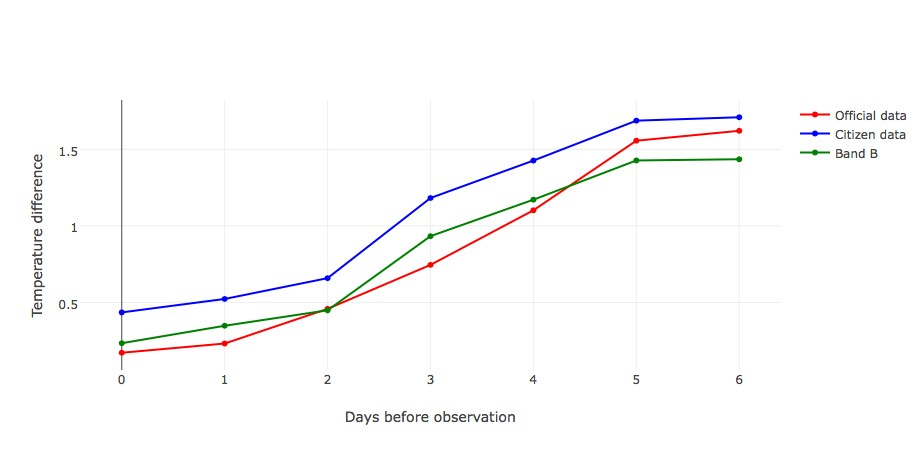 Official data
Citizen data
Band B
Temperature difference
1.5
1
0.5
0 1 2 3 4 5 6
Days before observation